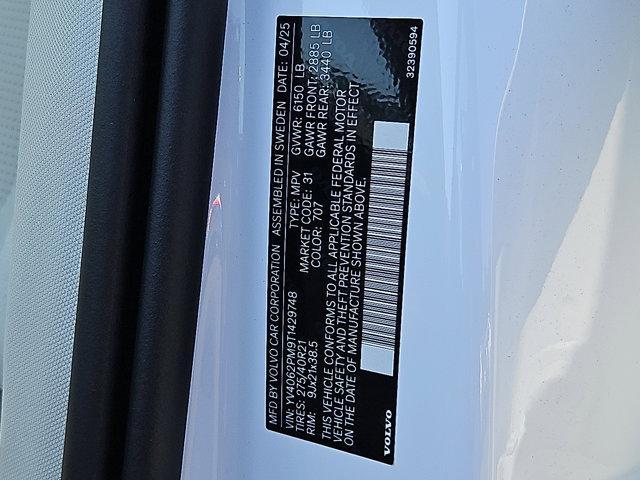 MFD BY VOLVO CAR CORPORATION ASSEMBLED IN SWEDEN DATE: 04/25
VIN: YV4062PM9T1429748 TYPE: MPV GVWR: 6150 LB
TIRES: 275/40R21 MARKET CODE: 31 GAWR FRONT: 2885 LB
RIM: 9Jx21x38.5 COLOR: 707 GAWR REAR: 3440 LB
THIS VEHICLE CONFORMS TO ALL APPLICABLE FEDERAL MOTOR
VEHICLE SAFETY AND THEFT PREVENTION STANDARDS IN EFFECT
ON THE DATE OF MANUFACTURE SHOWN ABOVE.
VOLVO
32390594